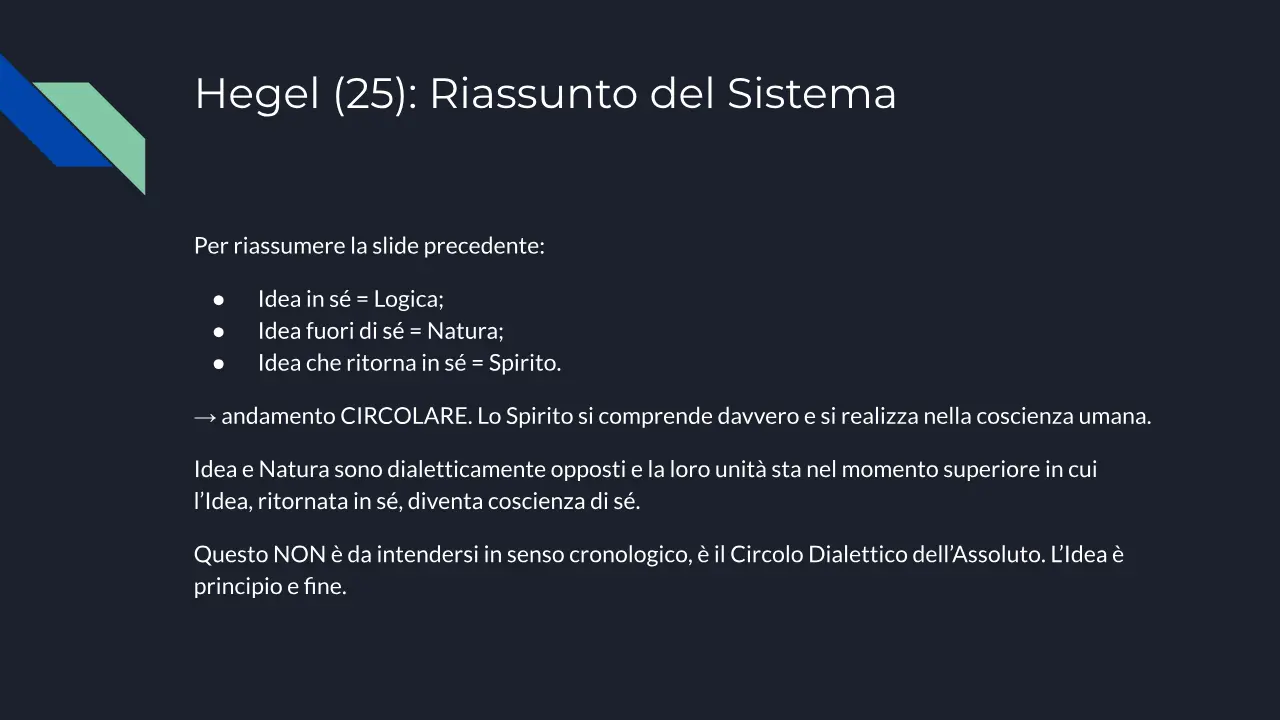 Hegel (25): Riassunto del Sistema
Per riassumere la slide precedente:
● Idea in sé = Logica;
● Idea fuori di sé = Natura;
● Idea che ritorna in sé = Spirito.
→ andamento CIRCOLARE. Lo Spirito si comprende davvero e si realizza nella coscienza umana.
Idea e Natura sono dialetticamente opposti e la loro unità sta nel momento superiore in cui
l’Idea, ritornata in sé, diventa coscienza di sé.
Questo NON è da intendersi in senso cronologico, è il Circolo Dialettico dell’Assoluto. L’Idea è
principio e fine.